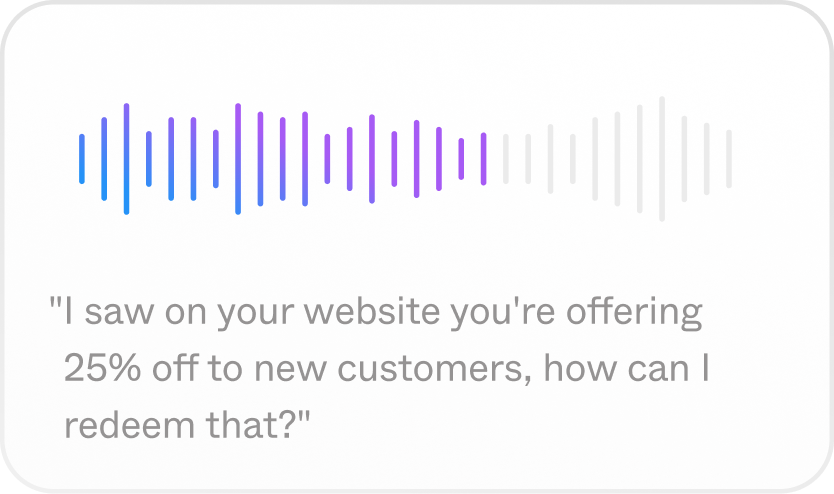 "I saw on your website you're offering
25% off to new customers, how can I
redeem that?"